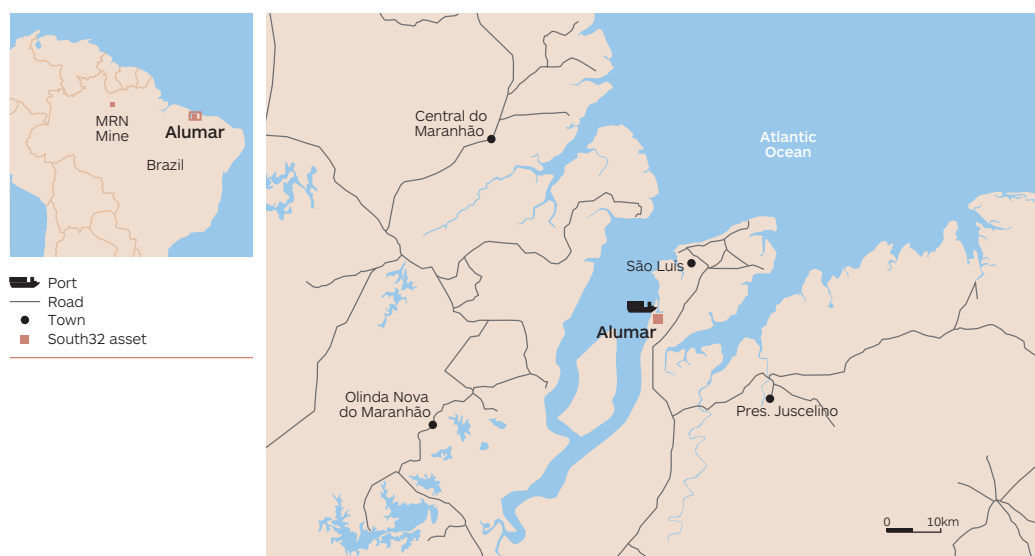 MRN
Mine
Alumar
Brazil
Port
Road
Town
South32 asset
Central do
Maranhão
Atlantic
Ocean
São Luís
Alumar
Olinda Nova
do Maranhão
Pres. Juscelino
0 10km